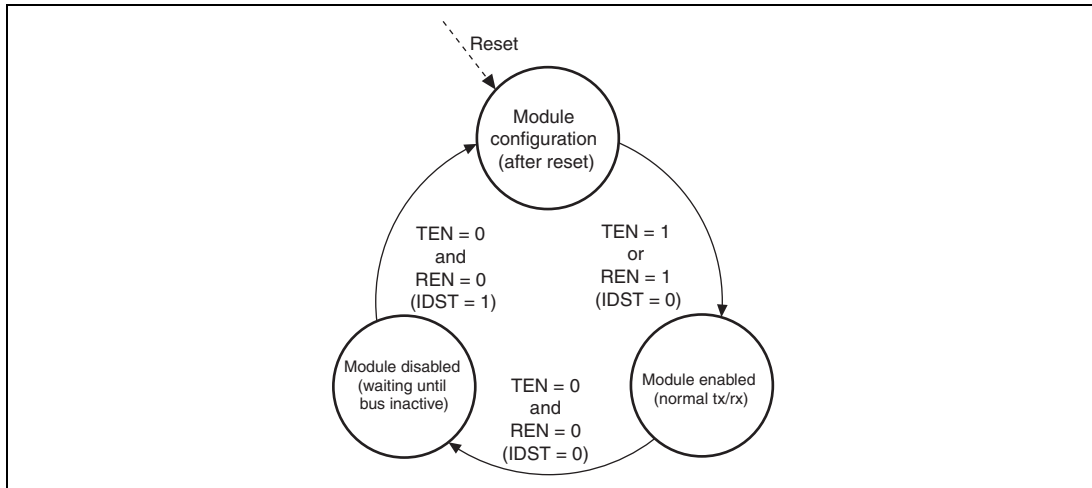 Reset
Module
configuration
(after reset)
TEN = 0
and
REN = 0
(IDST = 1)
TEN = 1
or
REN = 1
(IDST = 0)
Module disabled
(waiting until
bus inactive)
TEN = 0
and
REN = 0
(IDST = 0)
Module enabled
(normal tx/rx)